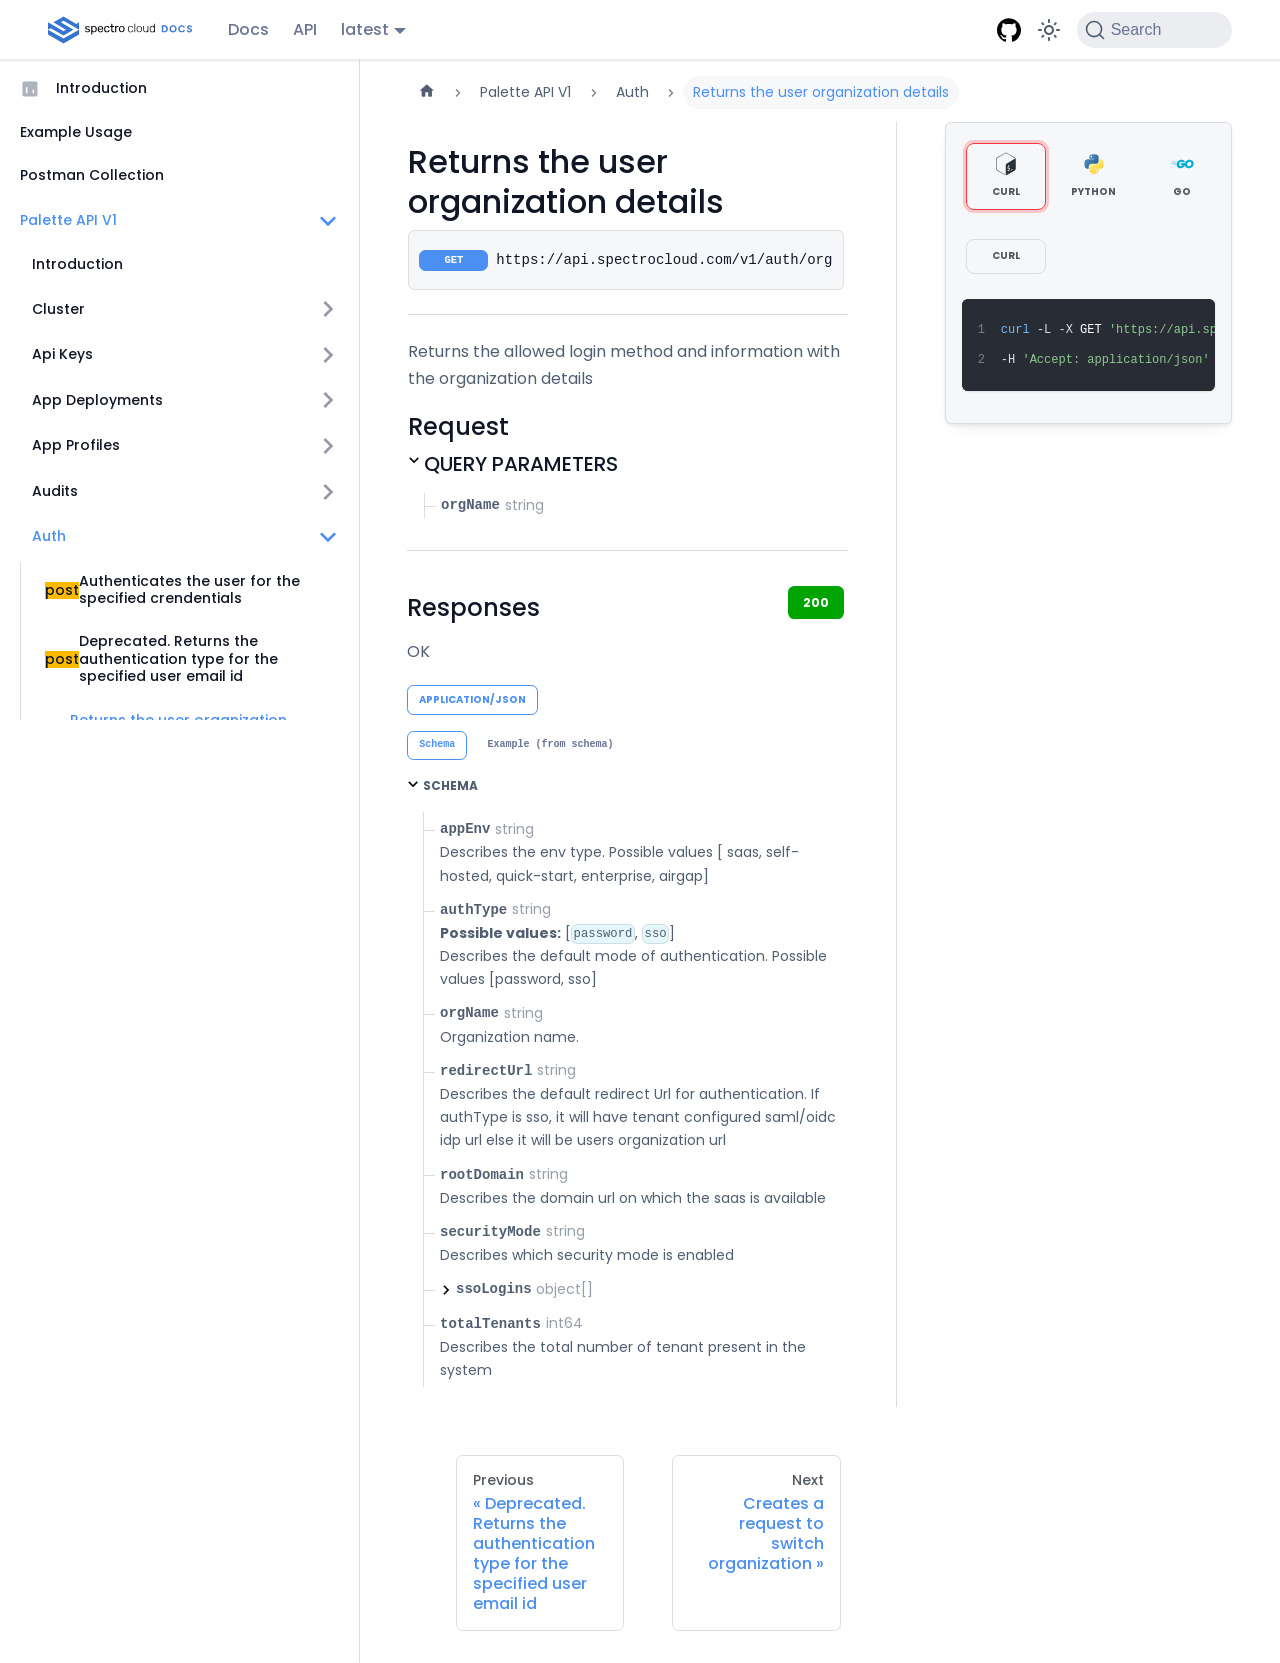 spectro cloud DOCS
Docs
API
latest
Search
Introduction
Example Usage
Postman Collection
Palette API V1
Introduction
Cluster
Api Keys
App Deployments
App Profiles
Audits
Auth
post
Authenticates the user for the
specified crendentials
post
Deprecated. Returns the
authentication type for the
specified user email id
Returns the user organization
Palette API V1
Auth
Returns the user organization details
Returns the user
organization details
GET https://api.spectrocloud.com/v1/auth/org
Returns the allowed login method and information with
the organization details
Request
QUERY PARAMETERS
orgName string
Responses
200
OK
APPLICATION/JSON
Schema
Example (from schema)
SCHEMA
appEnv string
Describes the env type. Possible values [ saas, self-
hosted, quick-start, enterprise, airgap]
authType string
Possible values: [password, sso]
Describes the default mode of authentication. Possible
values [password, sso]
orgName string
Organization name.
redirectUrl string
Describes the default redirect Url for authentication. If
authType is sso, it will have tenant configured saml/oidc
idp url else it will be users organization url
rootDomain string
Describes the domain url on which the saas is available
securityMode string
Describes which security mode is enabled
ssoLogins object[]
totalTenants int64
Describes the total number of tenant present in the
system
CURL
PYTHON
GO
CURL
1 curl -L -X GET 'https://api.sp
2 -H 'Accept: application/json'
Previous
« Deprecated.
Returns the
authentication
type for the
specified user
email id
Next
Creates a
request to
switch
organization »